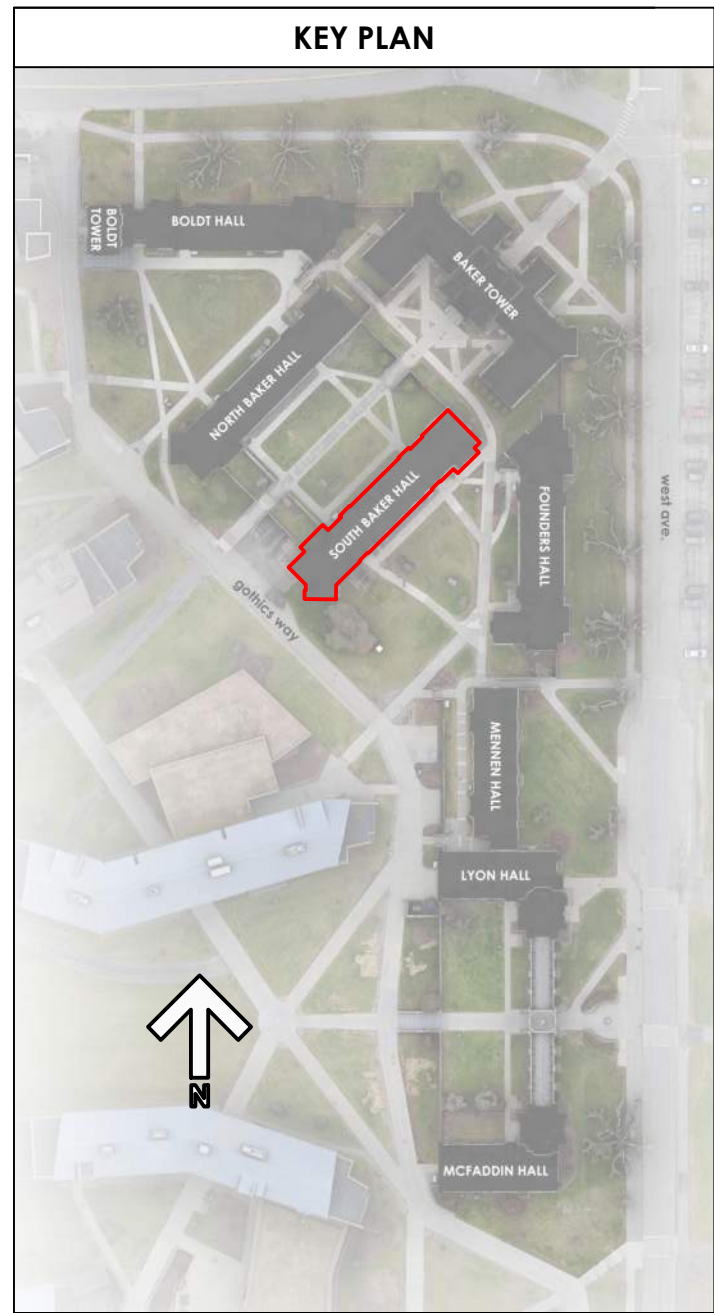 KEY PLAN
BOLDT
TOWER
BOLDT HALL
BAKER TOWER
NORTH BAKER HALL
SOUTH BAKER HALL
FOUNDERS HALL
west ave.
gothics way
MENNEN HALL
LYON HALL
N
MCFADDIN HALL